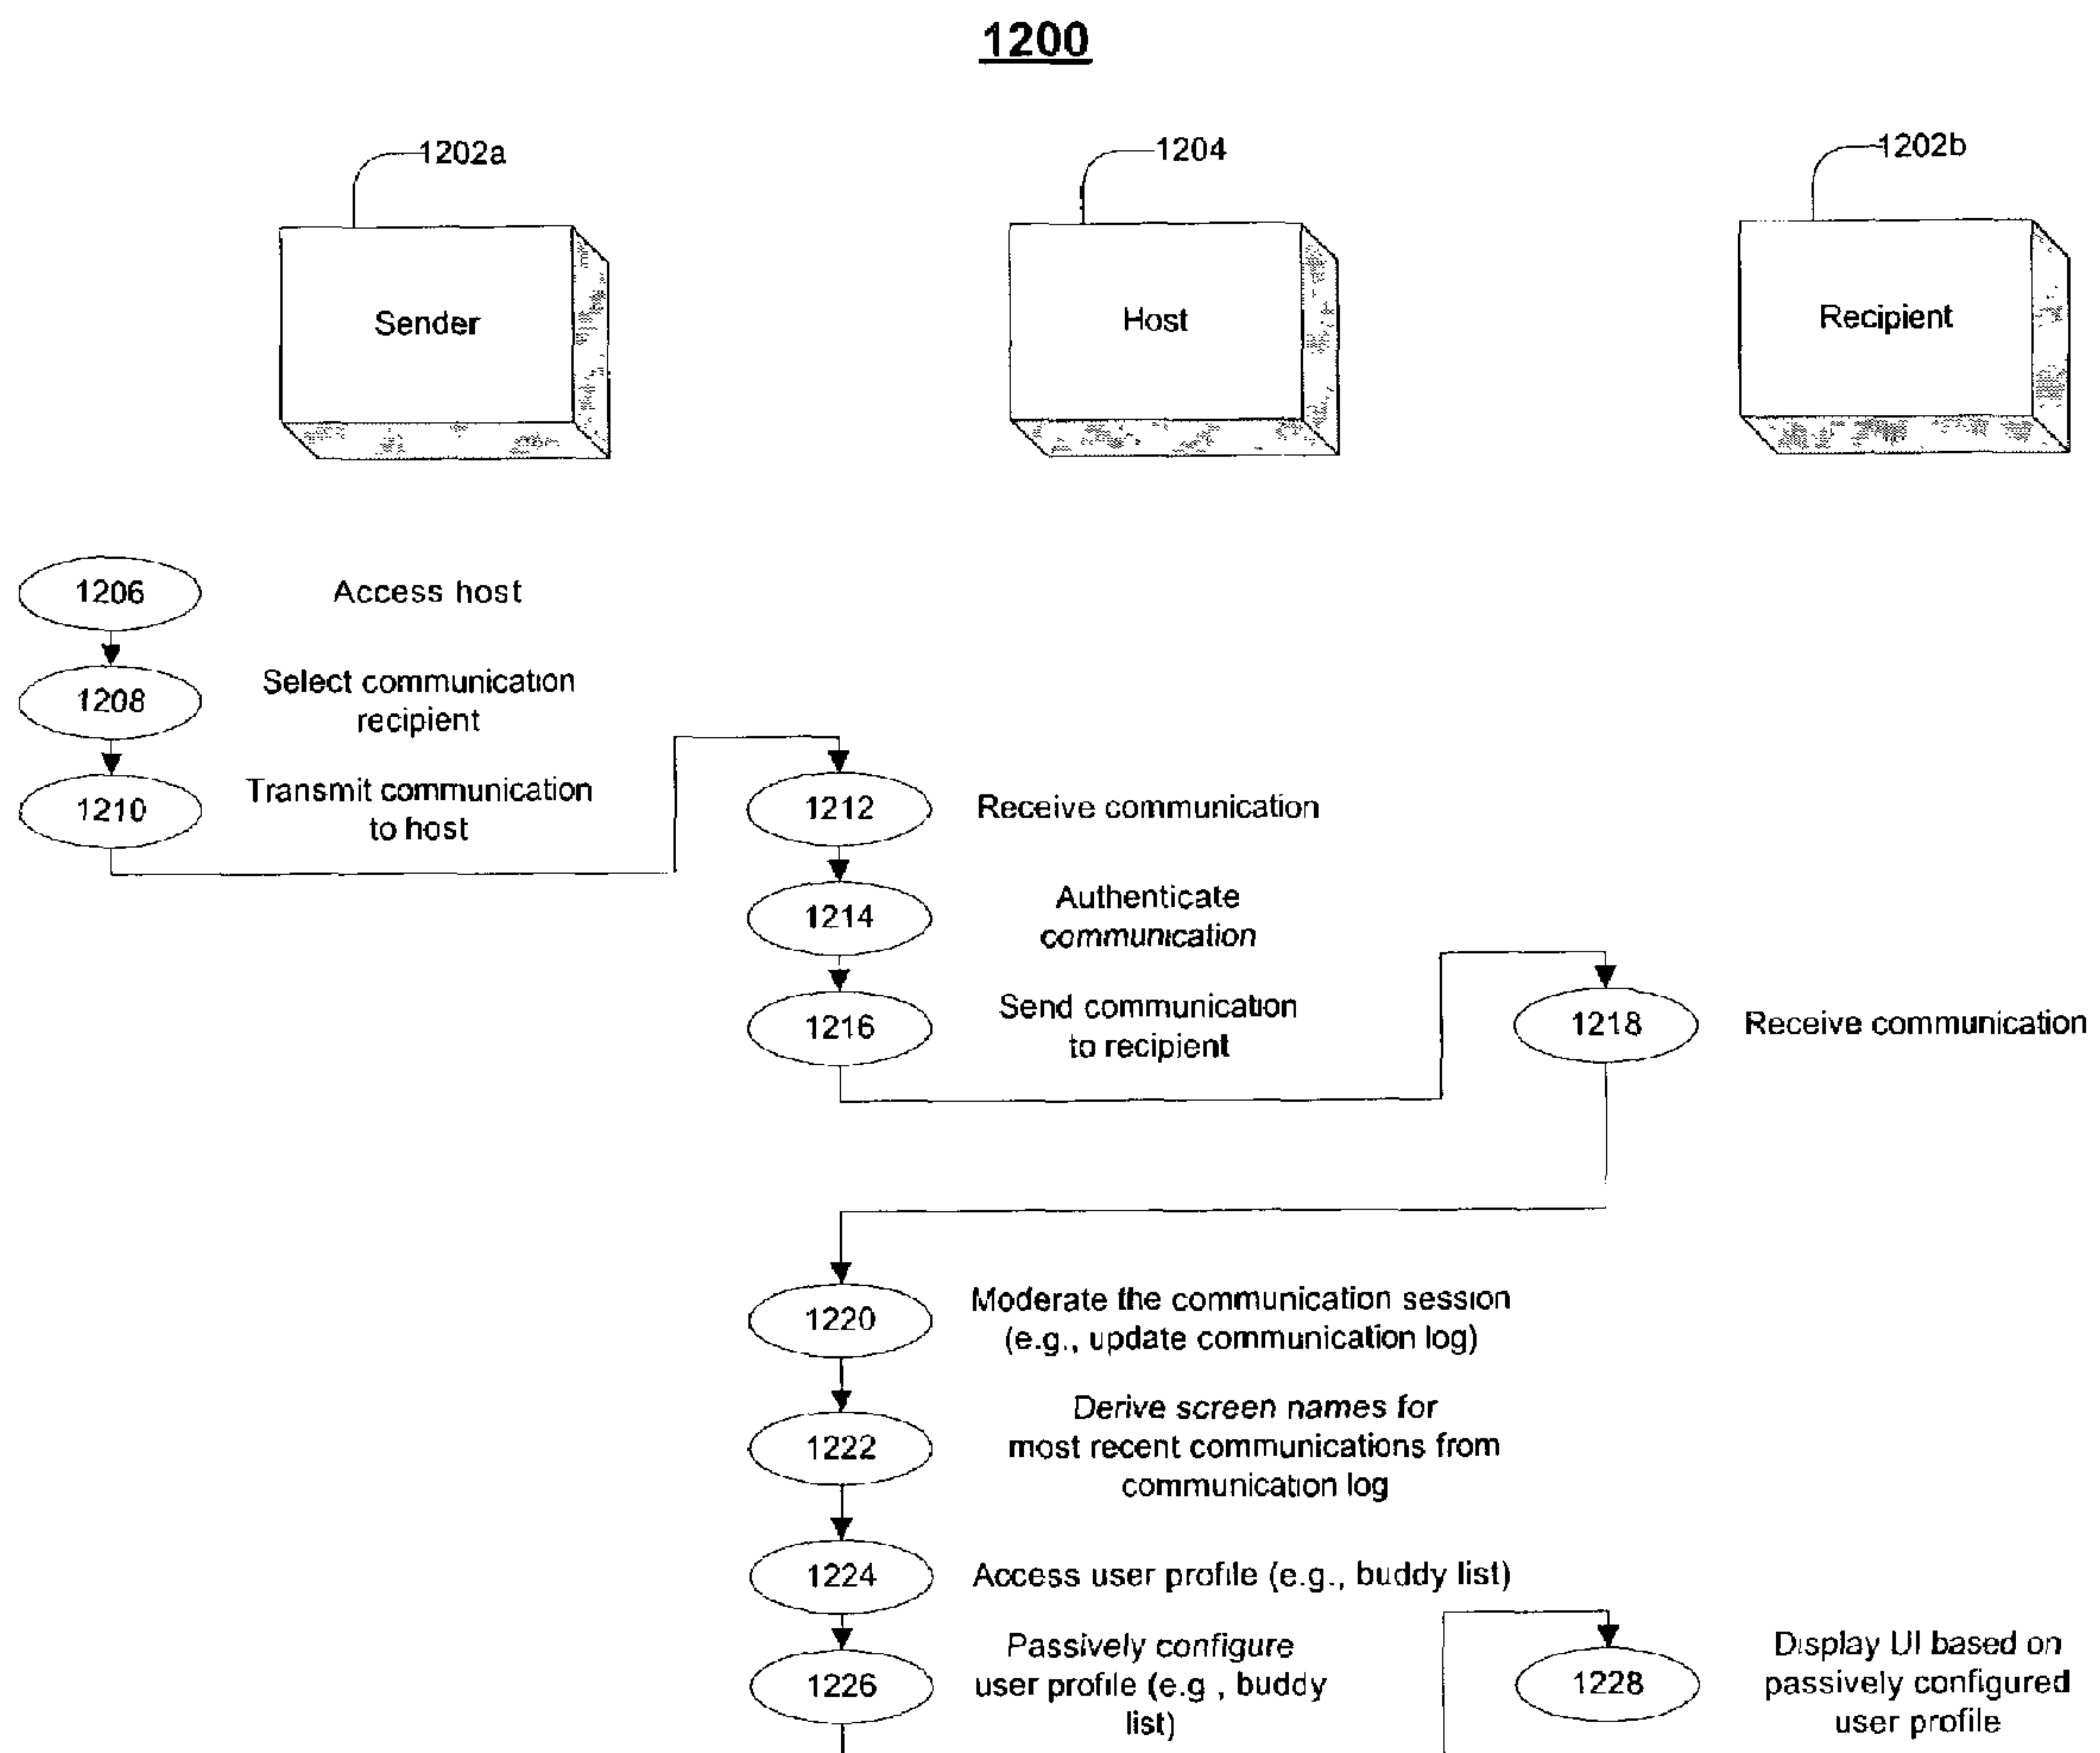 1200
1202a
1204
1202b
Sender
Host
Recipient
1206
Access host
1208
Select communication
recipient
1210
Transmit communication
to host
1212
Receive communication
1214
Authenticate
communication
1216
Send communication
to recipient
1218
Receive communication
1220
Moderate the communication session
(e.g., update communication log)
1222
Derive screen names for
most recent communications from
communication log
1224
Access user profile (e.g., buddy list)
1226
Passively configure
user profile (e.g , buddy
list)
1228
Display UI based on
passively configured
user profile